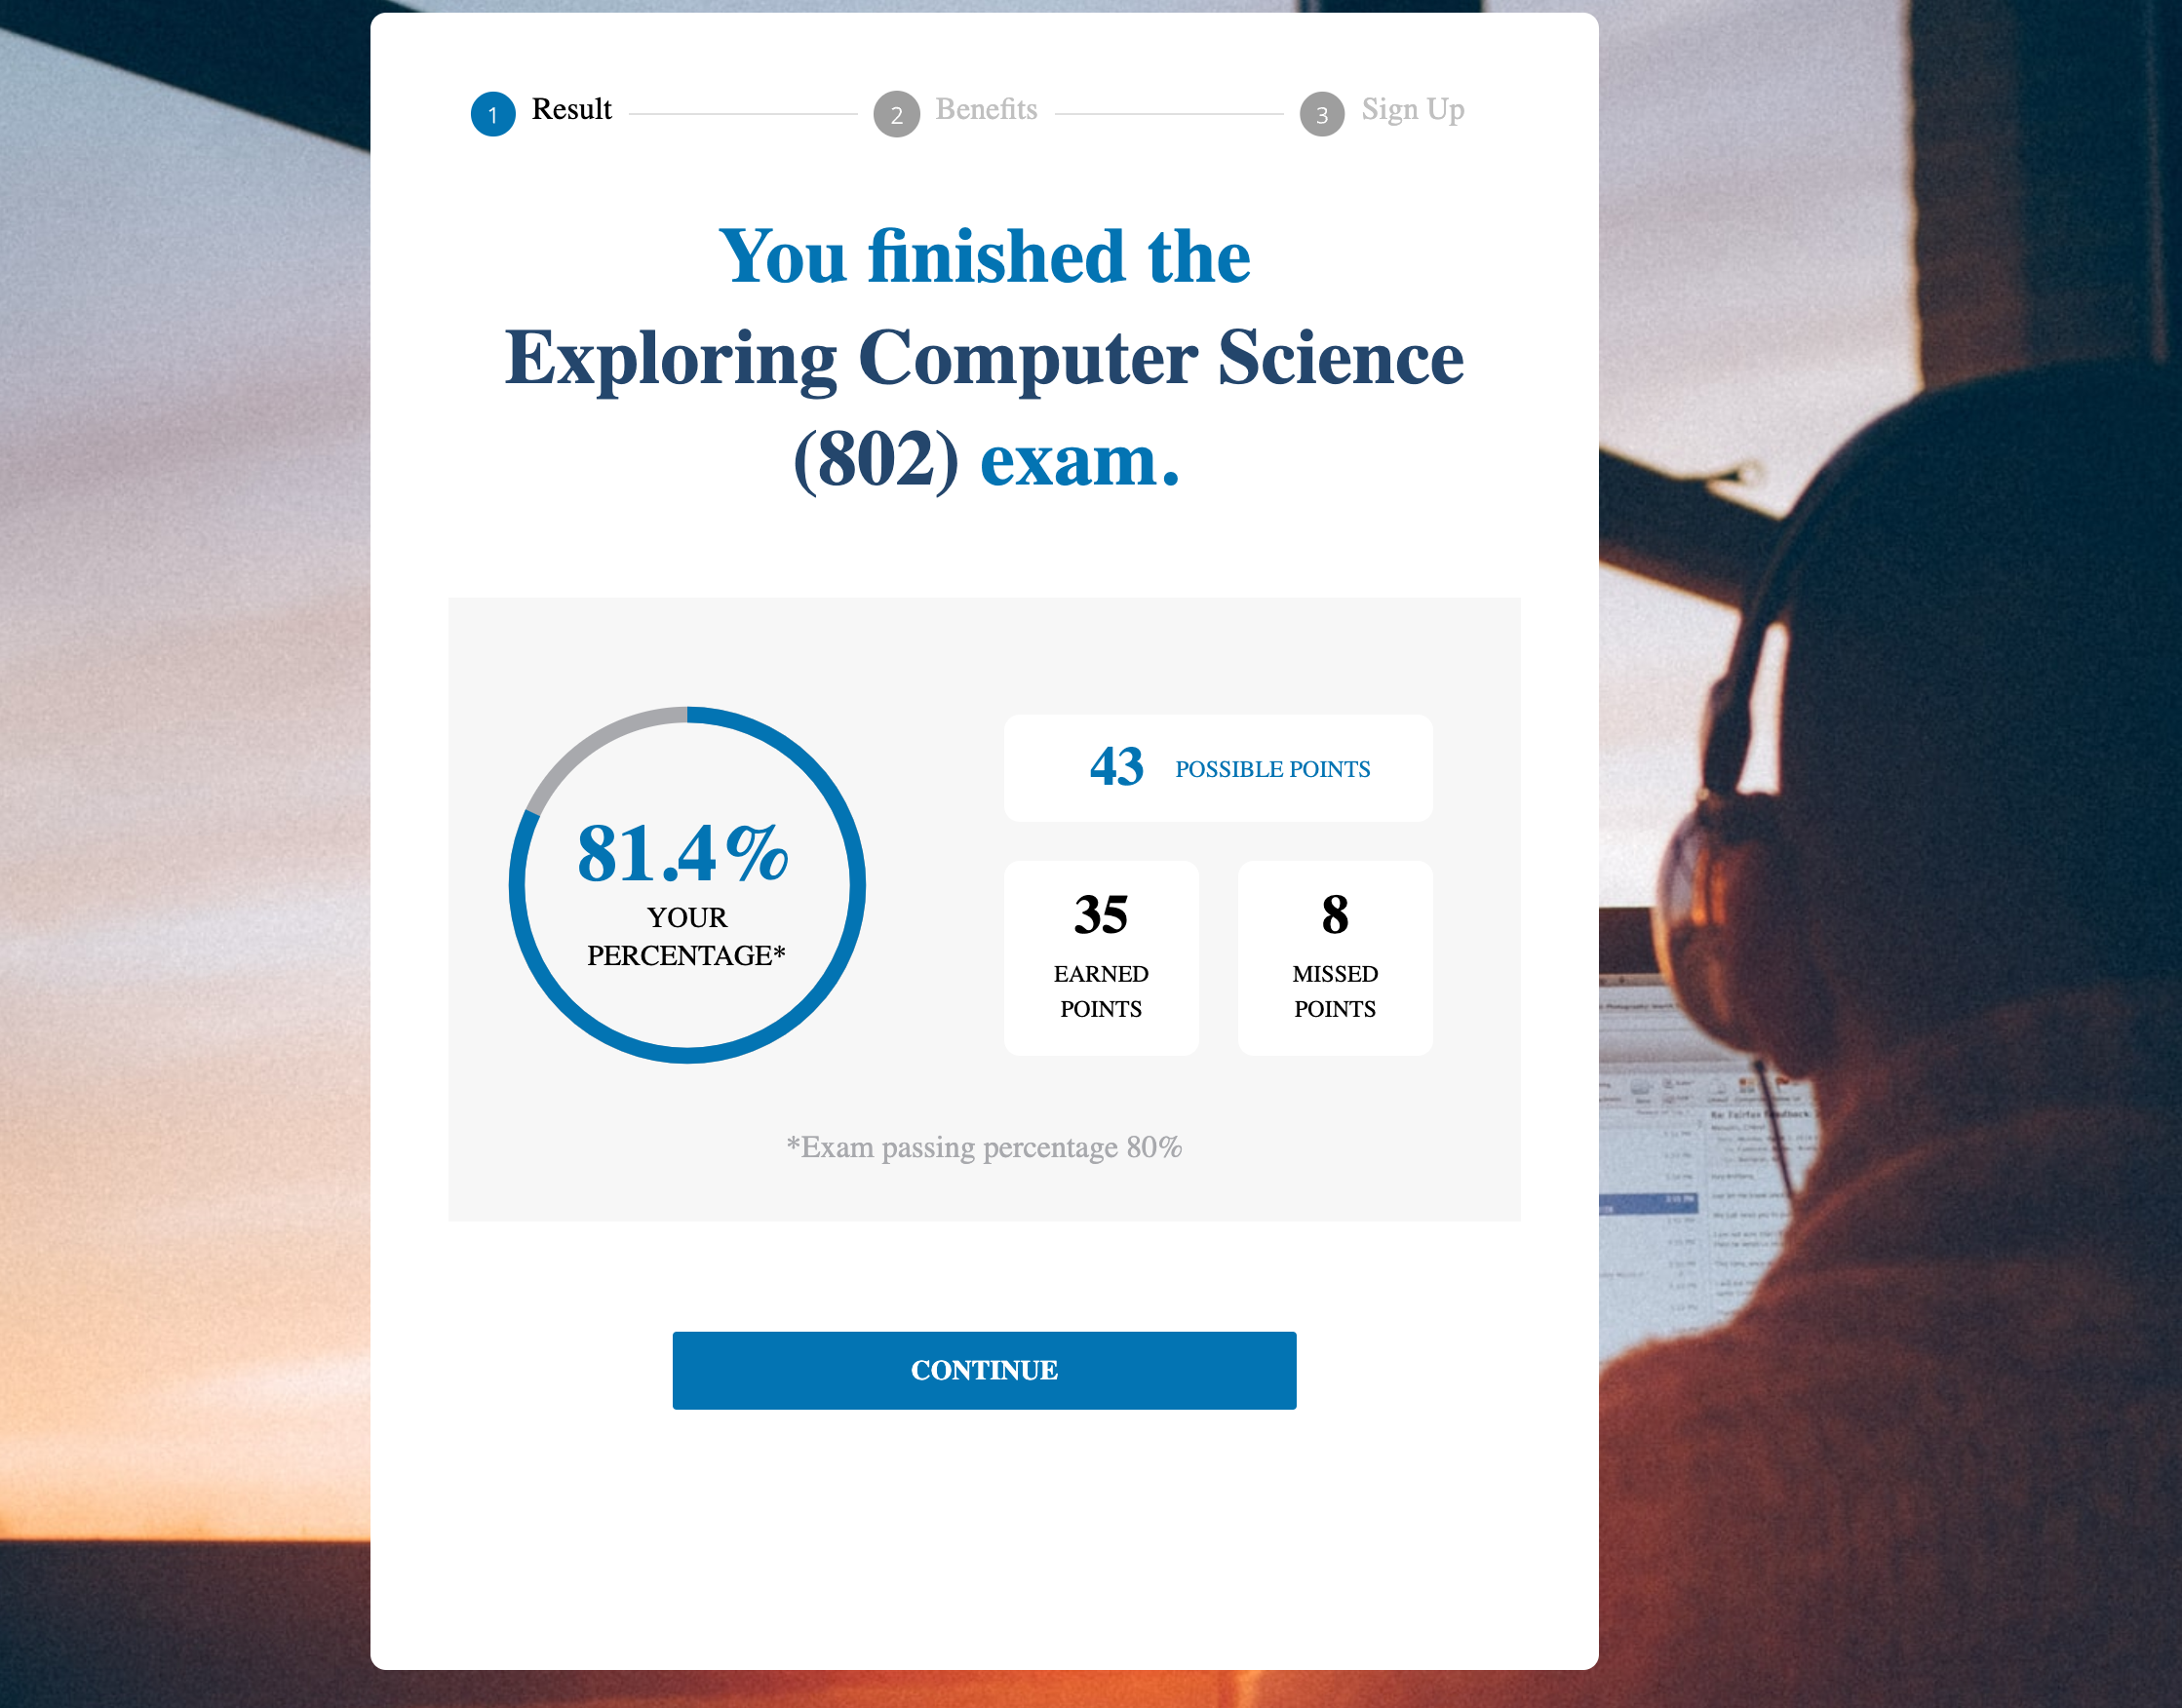 1 Result 2 Benefits 3 Sign Up
You finished the
Exploring Computer Science
(802) exam.
43 POSSIBLE POINTS
81.4%
YOUR
PERCENTAGE*
35
EARNED
POINTS
8
MISSED
POINTS
*Exam passing percentage 80%
CONTINUE